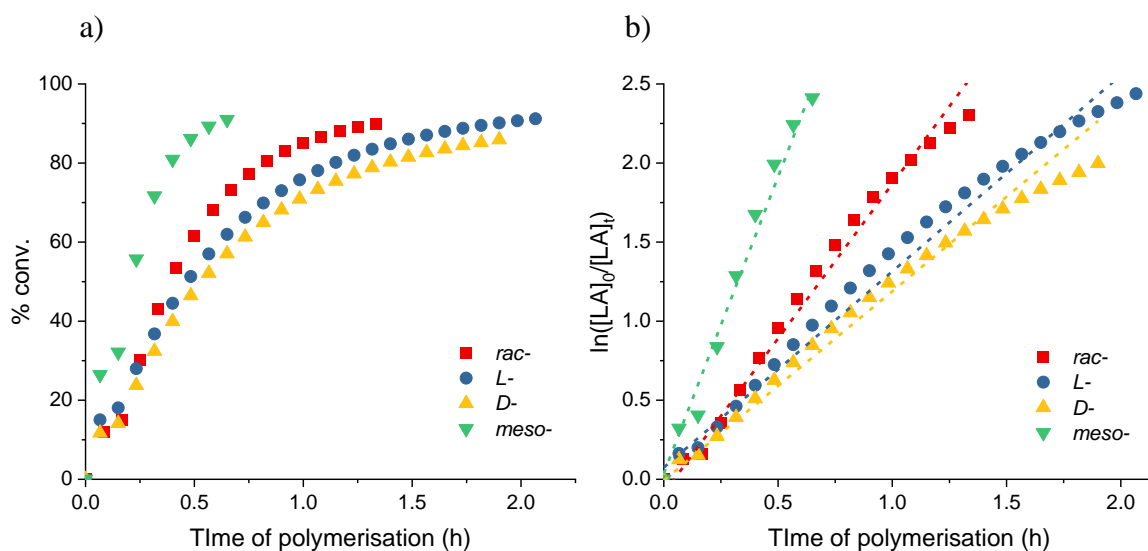 a)
100
80
60
40
20
0
% conv.
rac-
L-
D-
meso-
0.0 0.5 1.0 1.5 2.0
TIme of polymerisation (h)
b)
2.5
2.0
1.5
1.0
0.5
0.0
ln([LA]0/[LA]t)
rac-
L-
D-
meso-
0.0 0.5 1.0 1.5 2.0
TIme of polymerisation (h)